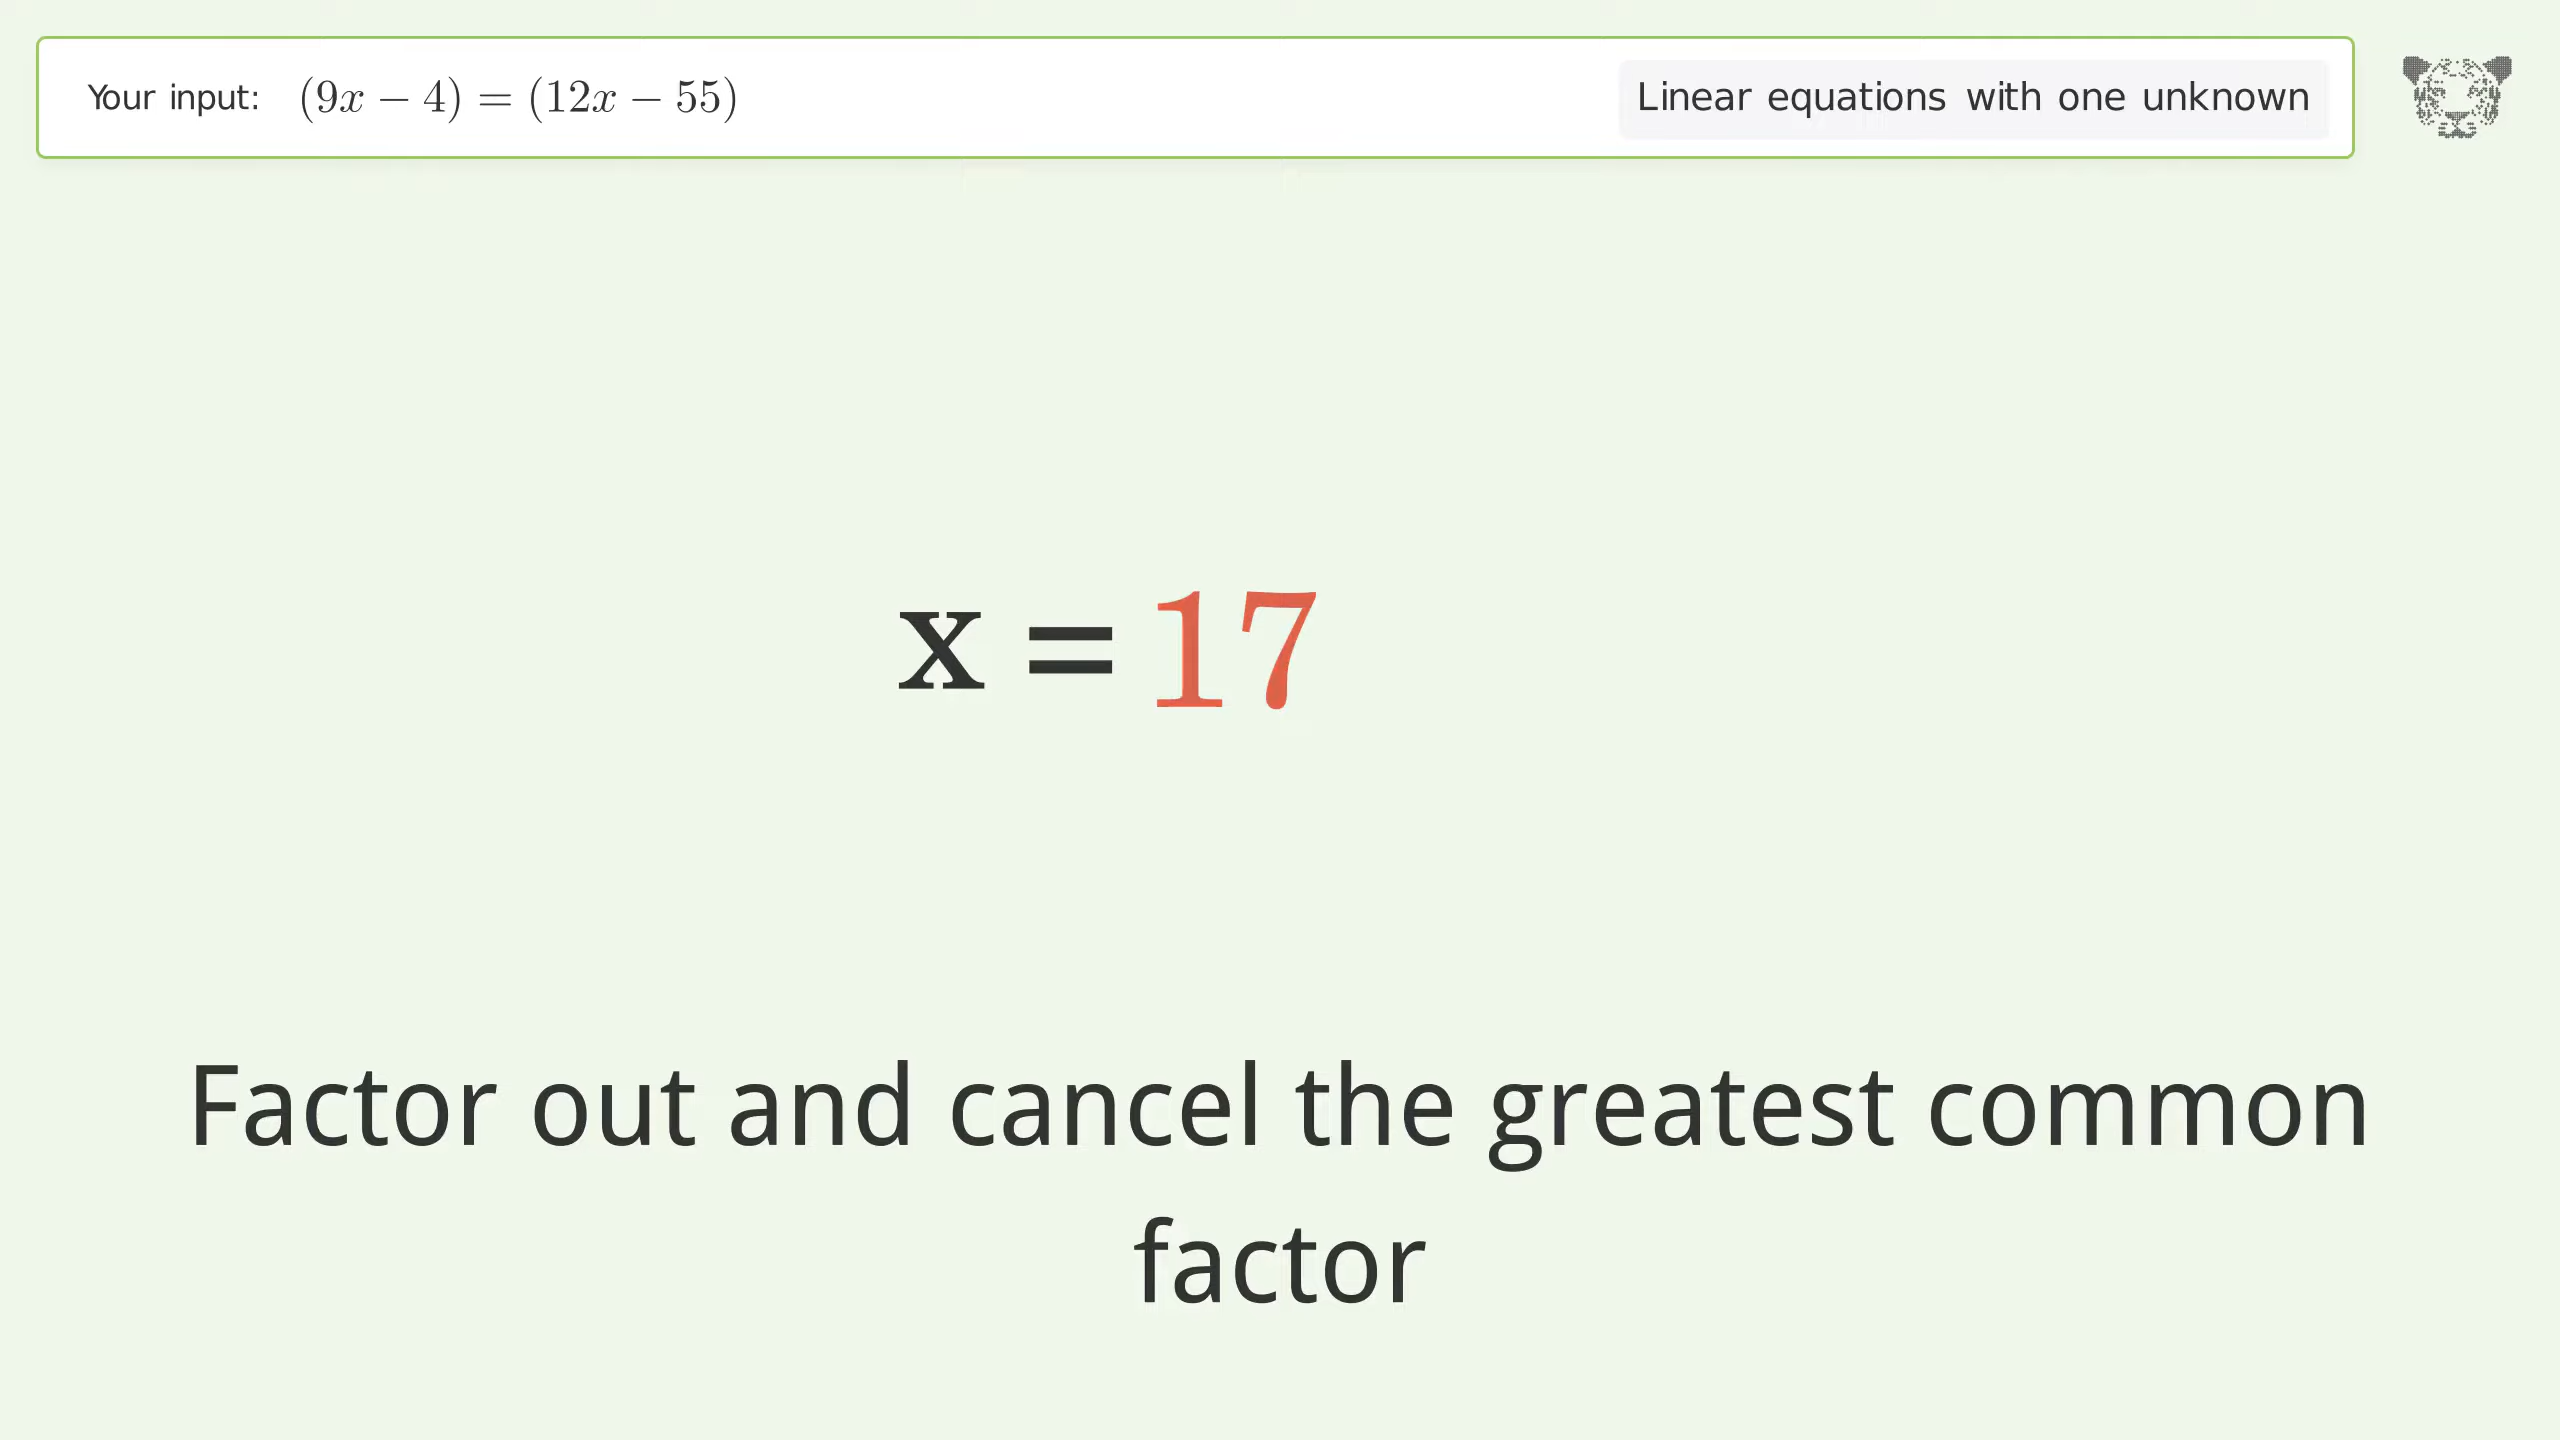 Your input: (9x − 4) = (12x − 55)
Linear equations with one unknown
x = 17
Factor out and cancel the greatest common
factor